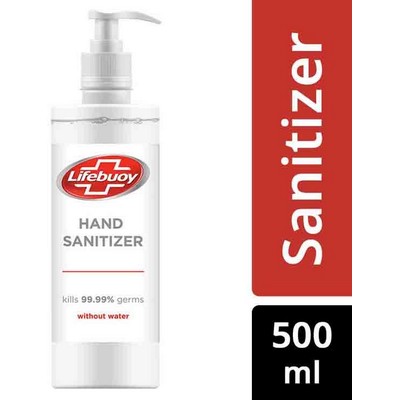 Lifebuoy
HAND
SANITIZER
kills 99.99% germs
without water
Sanitizer
500
ml